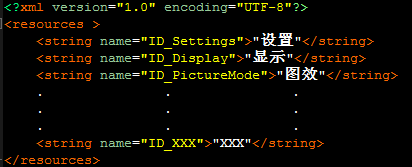 <?xml version="1.0" encoding="UTF-8"?>
<resources >
<string name="ID_Settings">"设置"</string>
<string name="ID_Display">"显示"</string>
<string name="ID_PictureMode">"图效"</string>
. . .
. . .
. . .
<string name="ID_XXX">"XXX"</string>
</resources>